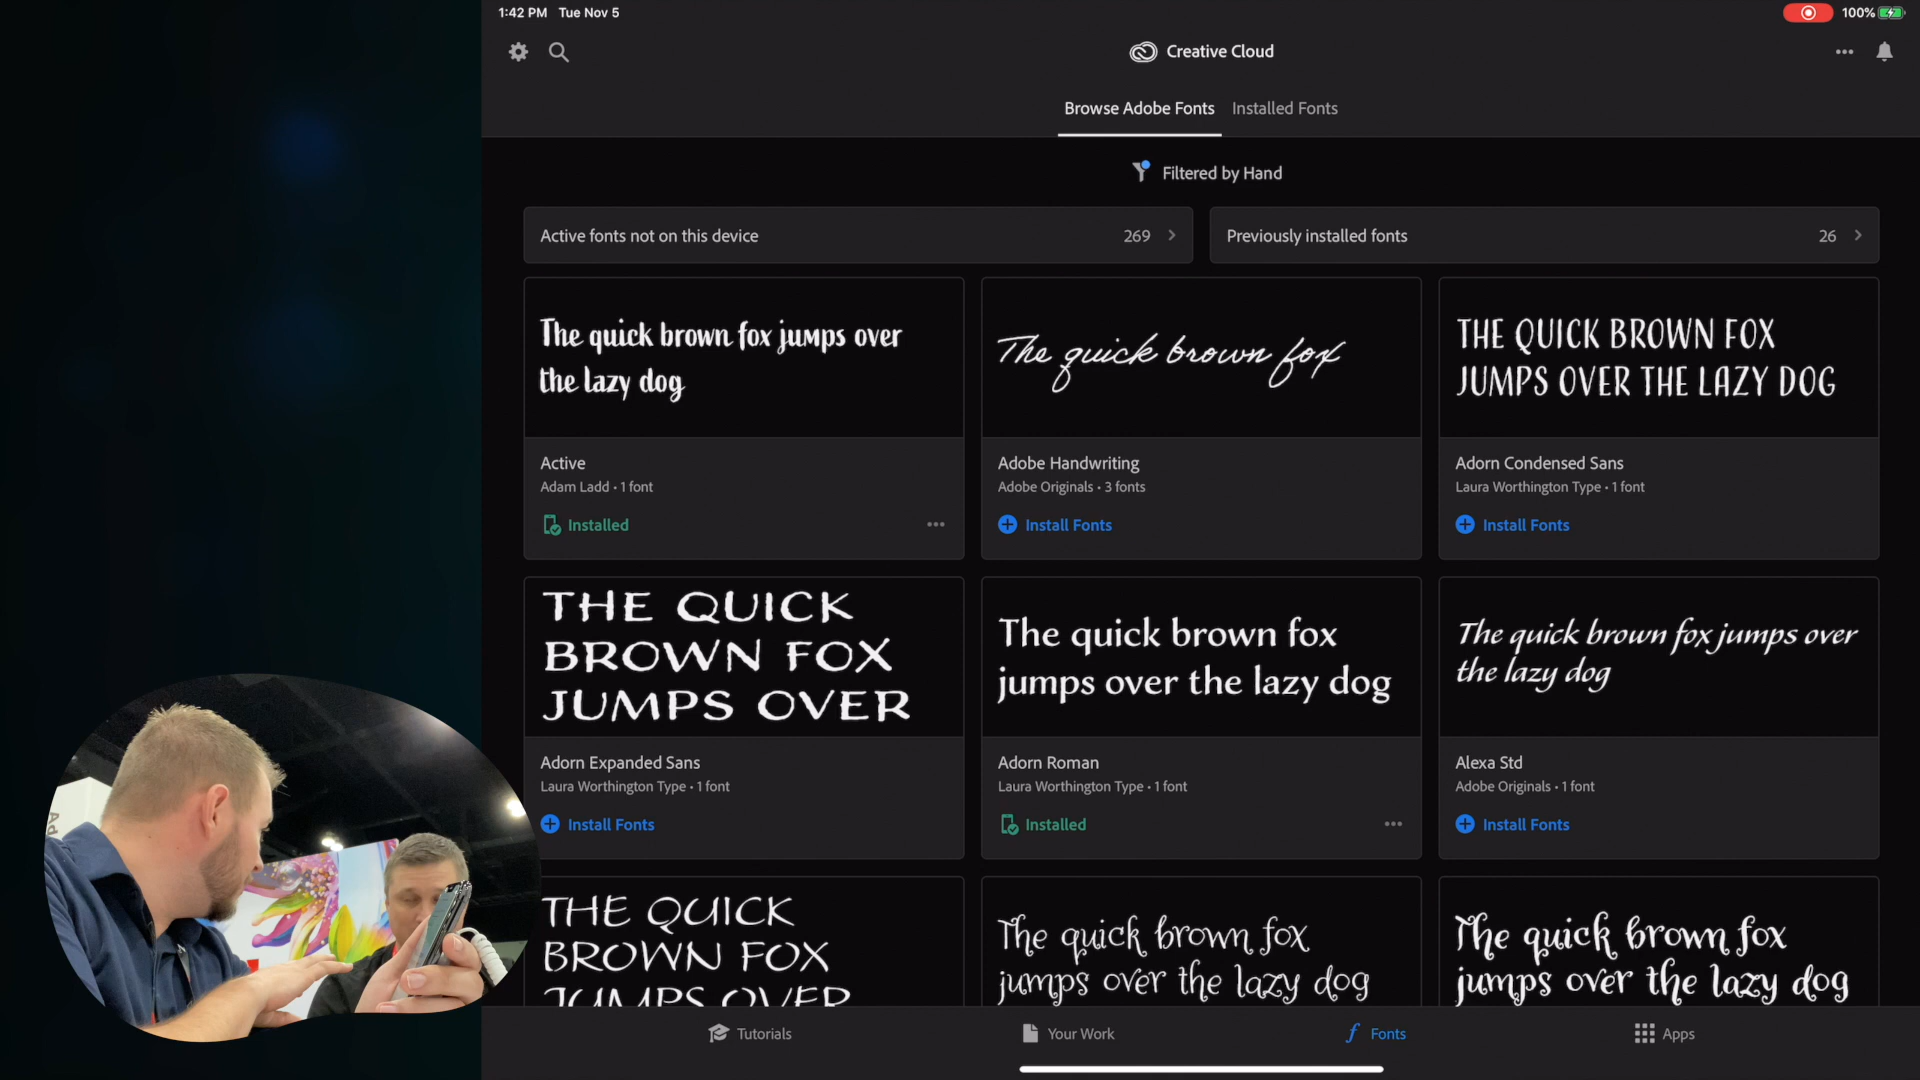 1:42 PM Tue Nov 5
100%
Creative Cloud
Browse Adobe Fonts
Installed Fonts
Filtered by Hand
Active fonts not on this device
269
Previously installed fonts
26
The quick brown fox jumps over
the lazy dog
Active
Adam Ladd • 1 font
Installed
The quick brown fox
Adobe Handwriting
Adobe Originals • 3 fonts
Install Fonts
THE QUICK BROWN FOX
JUMPS OVER THE LAZY DOG
Adorn Condensed Sans
Laura Worthington Type • 1 font
Install Fonts
THE QUICK
BROWN FOX
JUMPS OVER
Adorn Expanded Sans
Laura Worthington Type • 1 font
Install Fonts
The quick brown fox
jumps over the lazy dog
Adorn Roman
Laura Worthington Type • 1 font
Installed
The quick brown fox jumps over
the lazy dog
Alexa Std
Adobe Originals • 1 font
Install Fonts
THE QUICK
BROWN FOX
JUMPS OVER
The quick brown fox
jumps over the lazy dog
The quick brown fox
jumps over the lazy dog
Ad
Tutorials
Your Work
Fonts
Apps